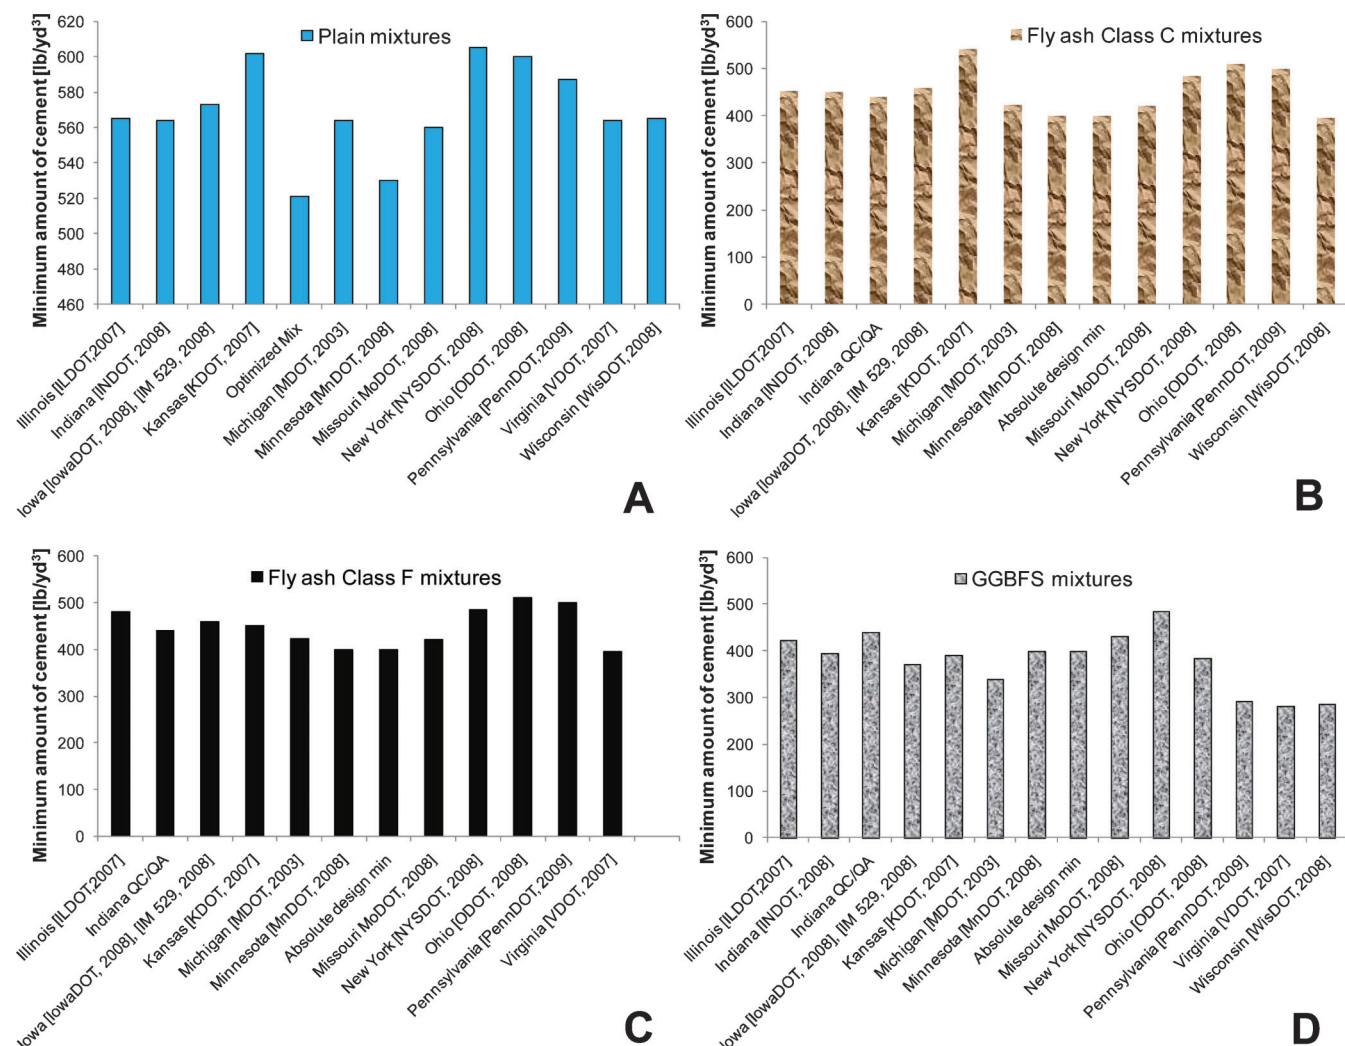 Minimum amount of cement [lb/yd³]
620
600
580
560
540
520
500
480
460
Plain mixtures
Illinois [ILDOT,2007]
Indiana [INDOT, 2008]
Iowa [IowaDOT, 2008], [IM 529, 2008]
Kansas [KDOT, 2007]
Optimized Mix
Michigan [MDOT, 2003]
Minnesota [MnDOT, 2008]
Missouri MoDOT, 2008]
New York [NYSDOT, 2008]
Ohio [ODOT, 2008]
Pennsylvania [PennDOT, 2009]
Virginia [VDOT, 2007]
Wisconsin [WisDOT, 2008]
A
Minimum amount of cement [lb/yd³]
600
500
400
300
200
100
0
Fly ash Class C mixtures
Illinois [ILDOT,2007]
Indiana [INDOT, 2008]
Indiana QC/QA
Iowa [IowaDOT, 2008], [IM 529, 2008]
Kansas [KDOT, 2007]
Michigan [MDOT, 2003]
Minnesota [MnDOT, 2008]
Absolute design min
Missouri MoDOT, 2008]
New York [NYSDOT, 2008]
Ohio [ODOT, 2008]
Pennsylvania [PennDOT, 2009]
Wisconsin [WisDOT, 2008]
B
Minimum amount of cement [lb/yd³]
600
500
400
300
200
100
0
Fly ash Class F mixtures
Illinois [ILDOT,2007]
Indiana QC/QA
Iowa [IowaDOT, 2008], [IM 529, 2008]
Kansas [KDOT, 2007]
Michigan [MDOT, 2003]
Minnesota [MnDOT, 2008]
Absolute design min
Missouri MoDOT, 2008]
New York [NYSDOT, 2008]
Ohio [ODOT, 2008]
Pennsylvania [PennDOT, 2009]
Virginia [VDOT, 2007]
C
Minimum amount of cement [lb/yd³]
600
500
400
300
200
100
0
GGBFS mixtures
Illinois [ILDOT,2007]
Indiana [INDOT, 2008]
Indiana QC/QA
Iowa [IowaDOT, 2008], [IM 529, 2008]
Kansas [KDOT, 2007]
Michigan [MDOT, 2003]
Minnesota [MnDOT, 2008]
Absolute design min
Missouri MoDOT, 2008]
New York [NYSDOT, 2008]
Ohio [ODOT, 2008]
Pennsylvania [PennDOT, 2009]
Virginia [VDOT, 2007]
Wisconsin [WisDOT, 2008]
D